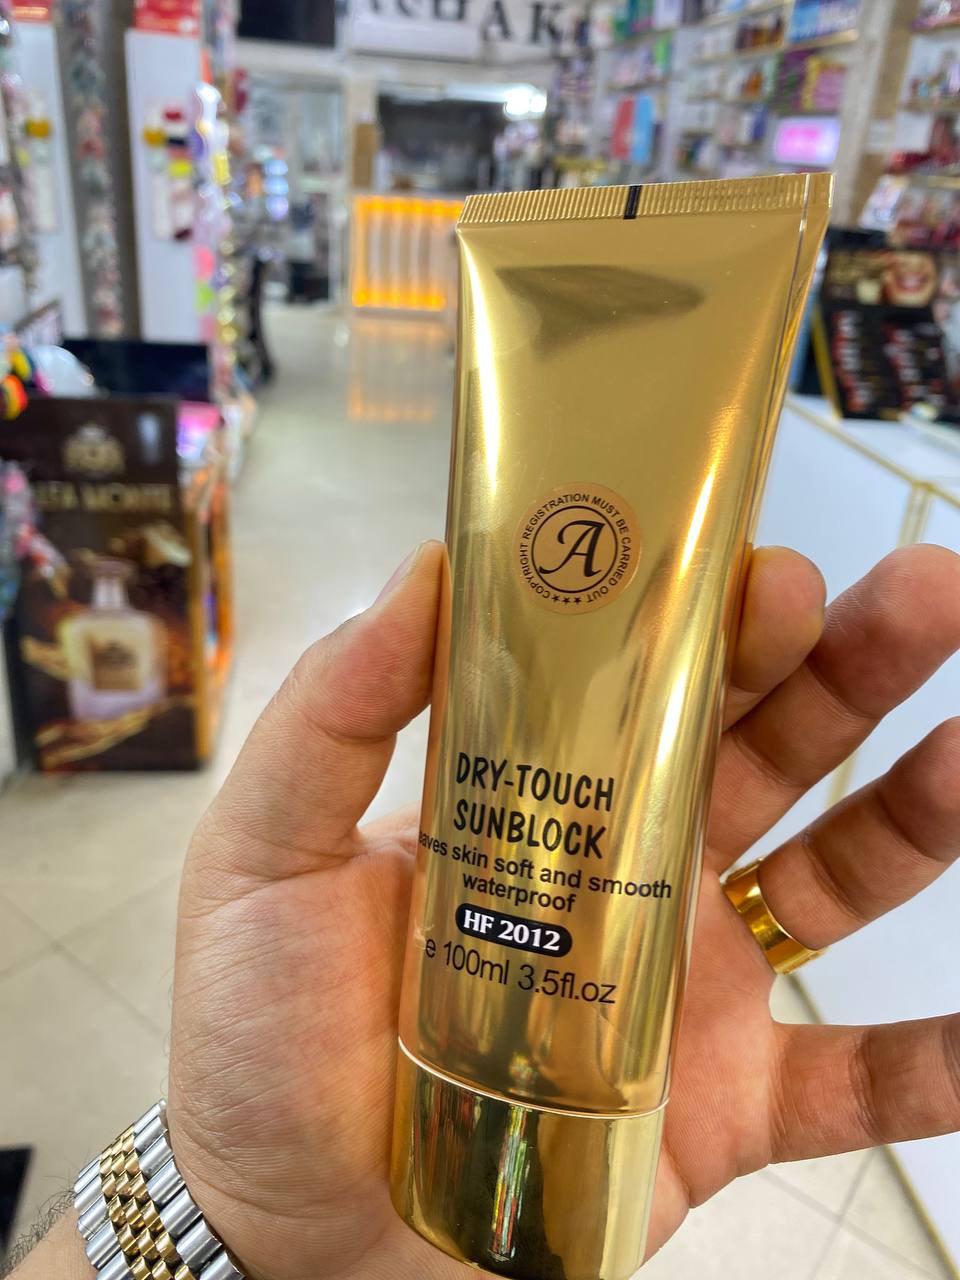 COPYRIGHT REGISTRATION MUST BE CARRIED OUT
A
DRY-TOUCH
SUNBLOCK
skin soft and smooth
waterproof
HF 2012
e 100ml 3.5fl.oz
MONTE